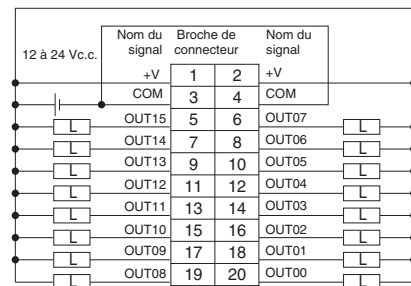 Nom du signal Broche de connecteur Nom du signal
12 à 24 Vc.c.
+V 1 2 +V
COM 3 4 COM
L OUT15 5 6 OUT07 L
L OUT14 7 8 OUT06 L
L OUT13 9 10 OUT05 L
L OUT12 11 12 OUT04 L
L OUT11 13 14 OUT03 L
L OUT10 15 16 OUT02 L
L OUT09 17 18 OUT01 L
L OUT08 19 20 OUT00 L